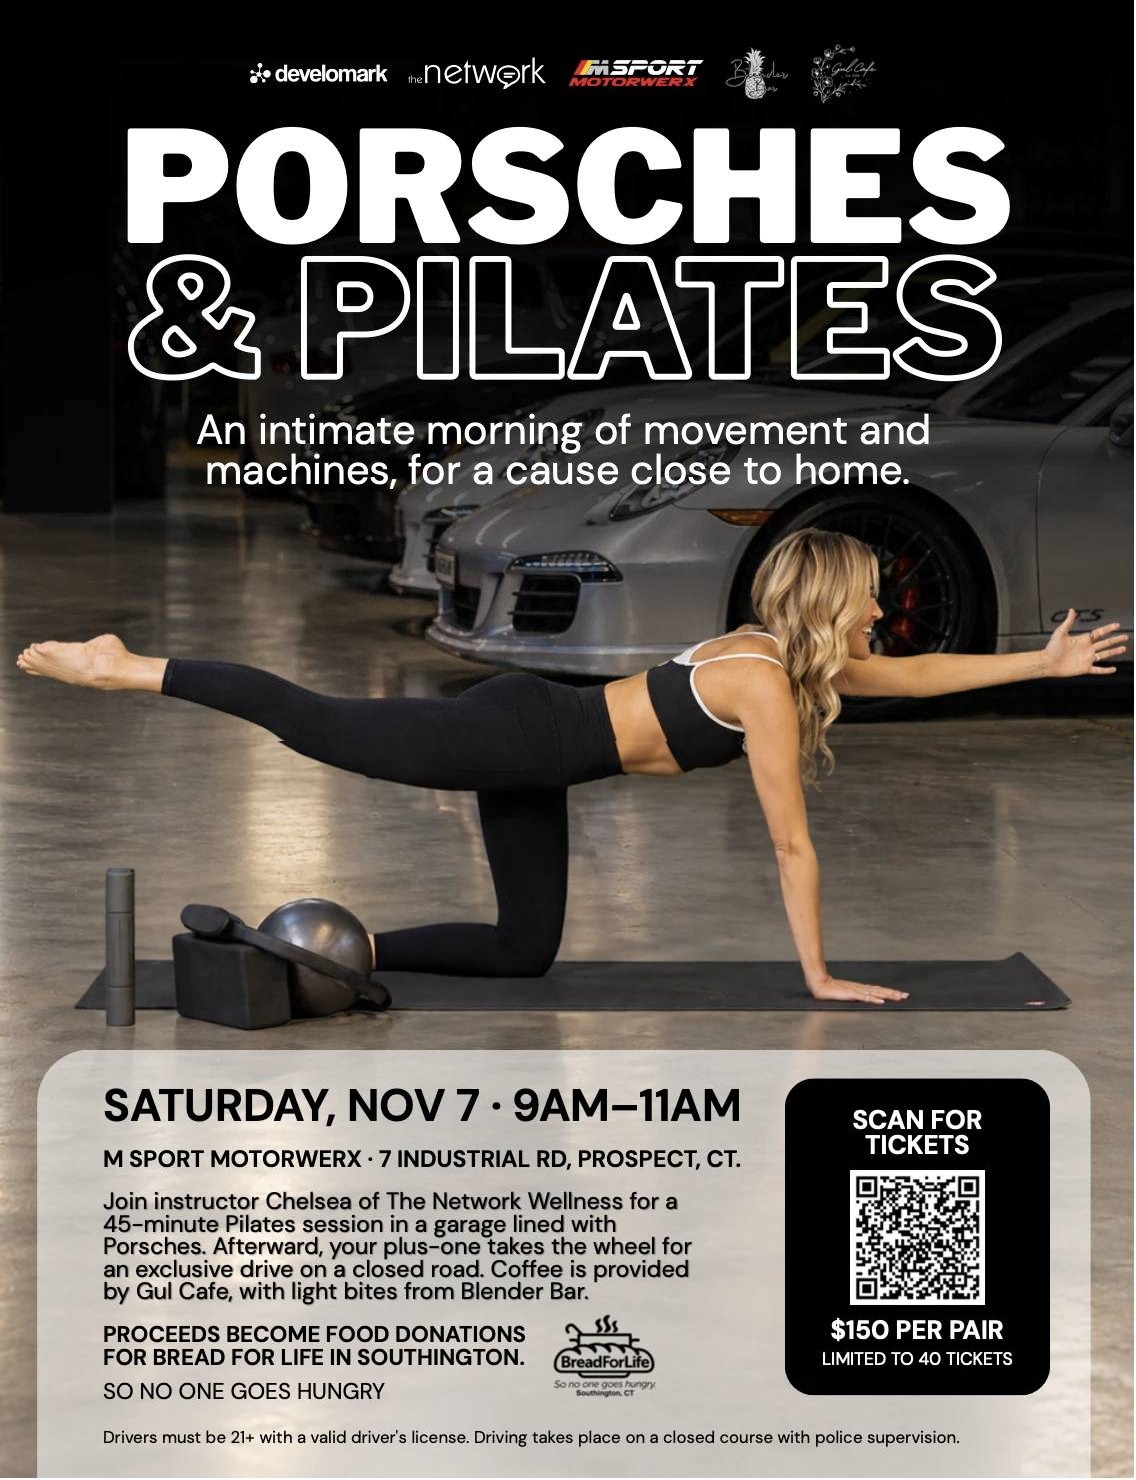 develomark thenetwork MSPORT MOTORWERX Blender Bar Gul Cafe
PORSCHES
& PILATES
An intimate morning of movement and
machines, for a cause close to home.
GTS
SATURDAY, NOV 7 · 9AM–11AM
M SPORT MOTORWERX · 7 INDUSTRIAL RD, PROSPECT, CT.
Join instructor Chelsea of The Network Wellness for a
45-minute Pilates session in a garage lined with
Porsches. Afterward, your plus-one takes the wheel for
an exclusive drive on a closed road. Coffee is provided
by Gul Cafe, with light bites from Blender Bar.
PROCEEDS BECOME FOOD DONATIONS
FOR BREAD FOR LIFE IN SOUTHINGTON.
SO NO ONE GOES HUNGRY
BreadForLife
So no one goes hungry.
Southington, CT
SCAN FOR
TICKETS
$150 PER PAIR
LIMITED TO 40 TICKETS
Drivers must be 21+ with a valid driver's license. Driving takes place on a closed course with police supervision.